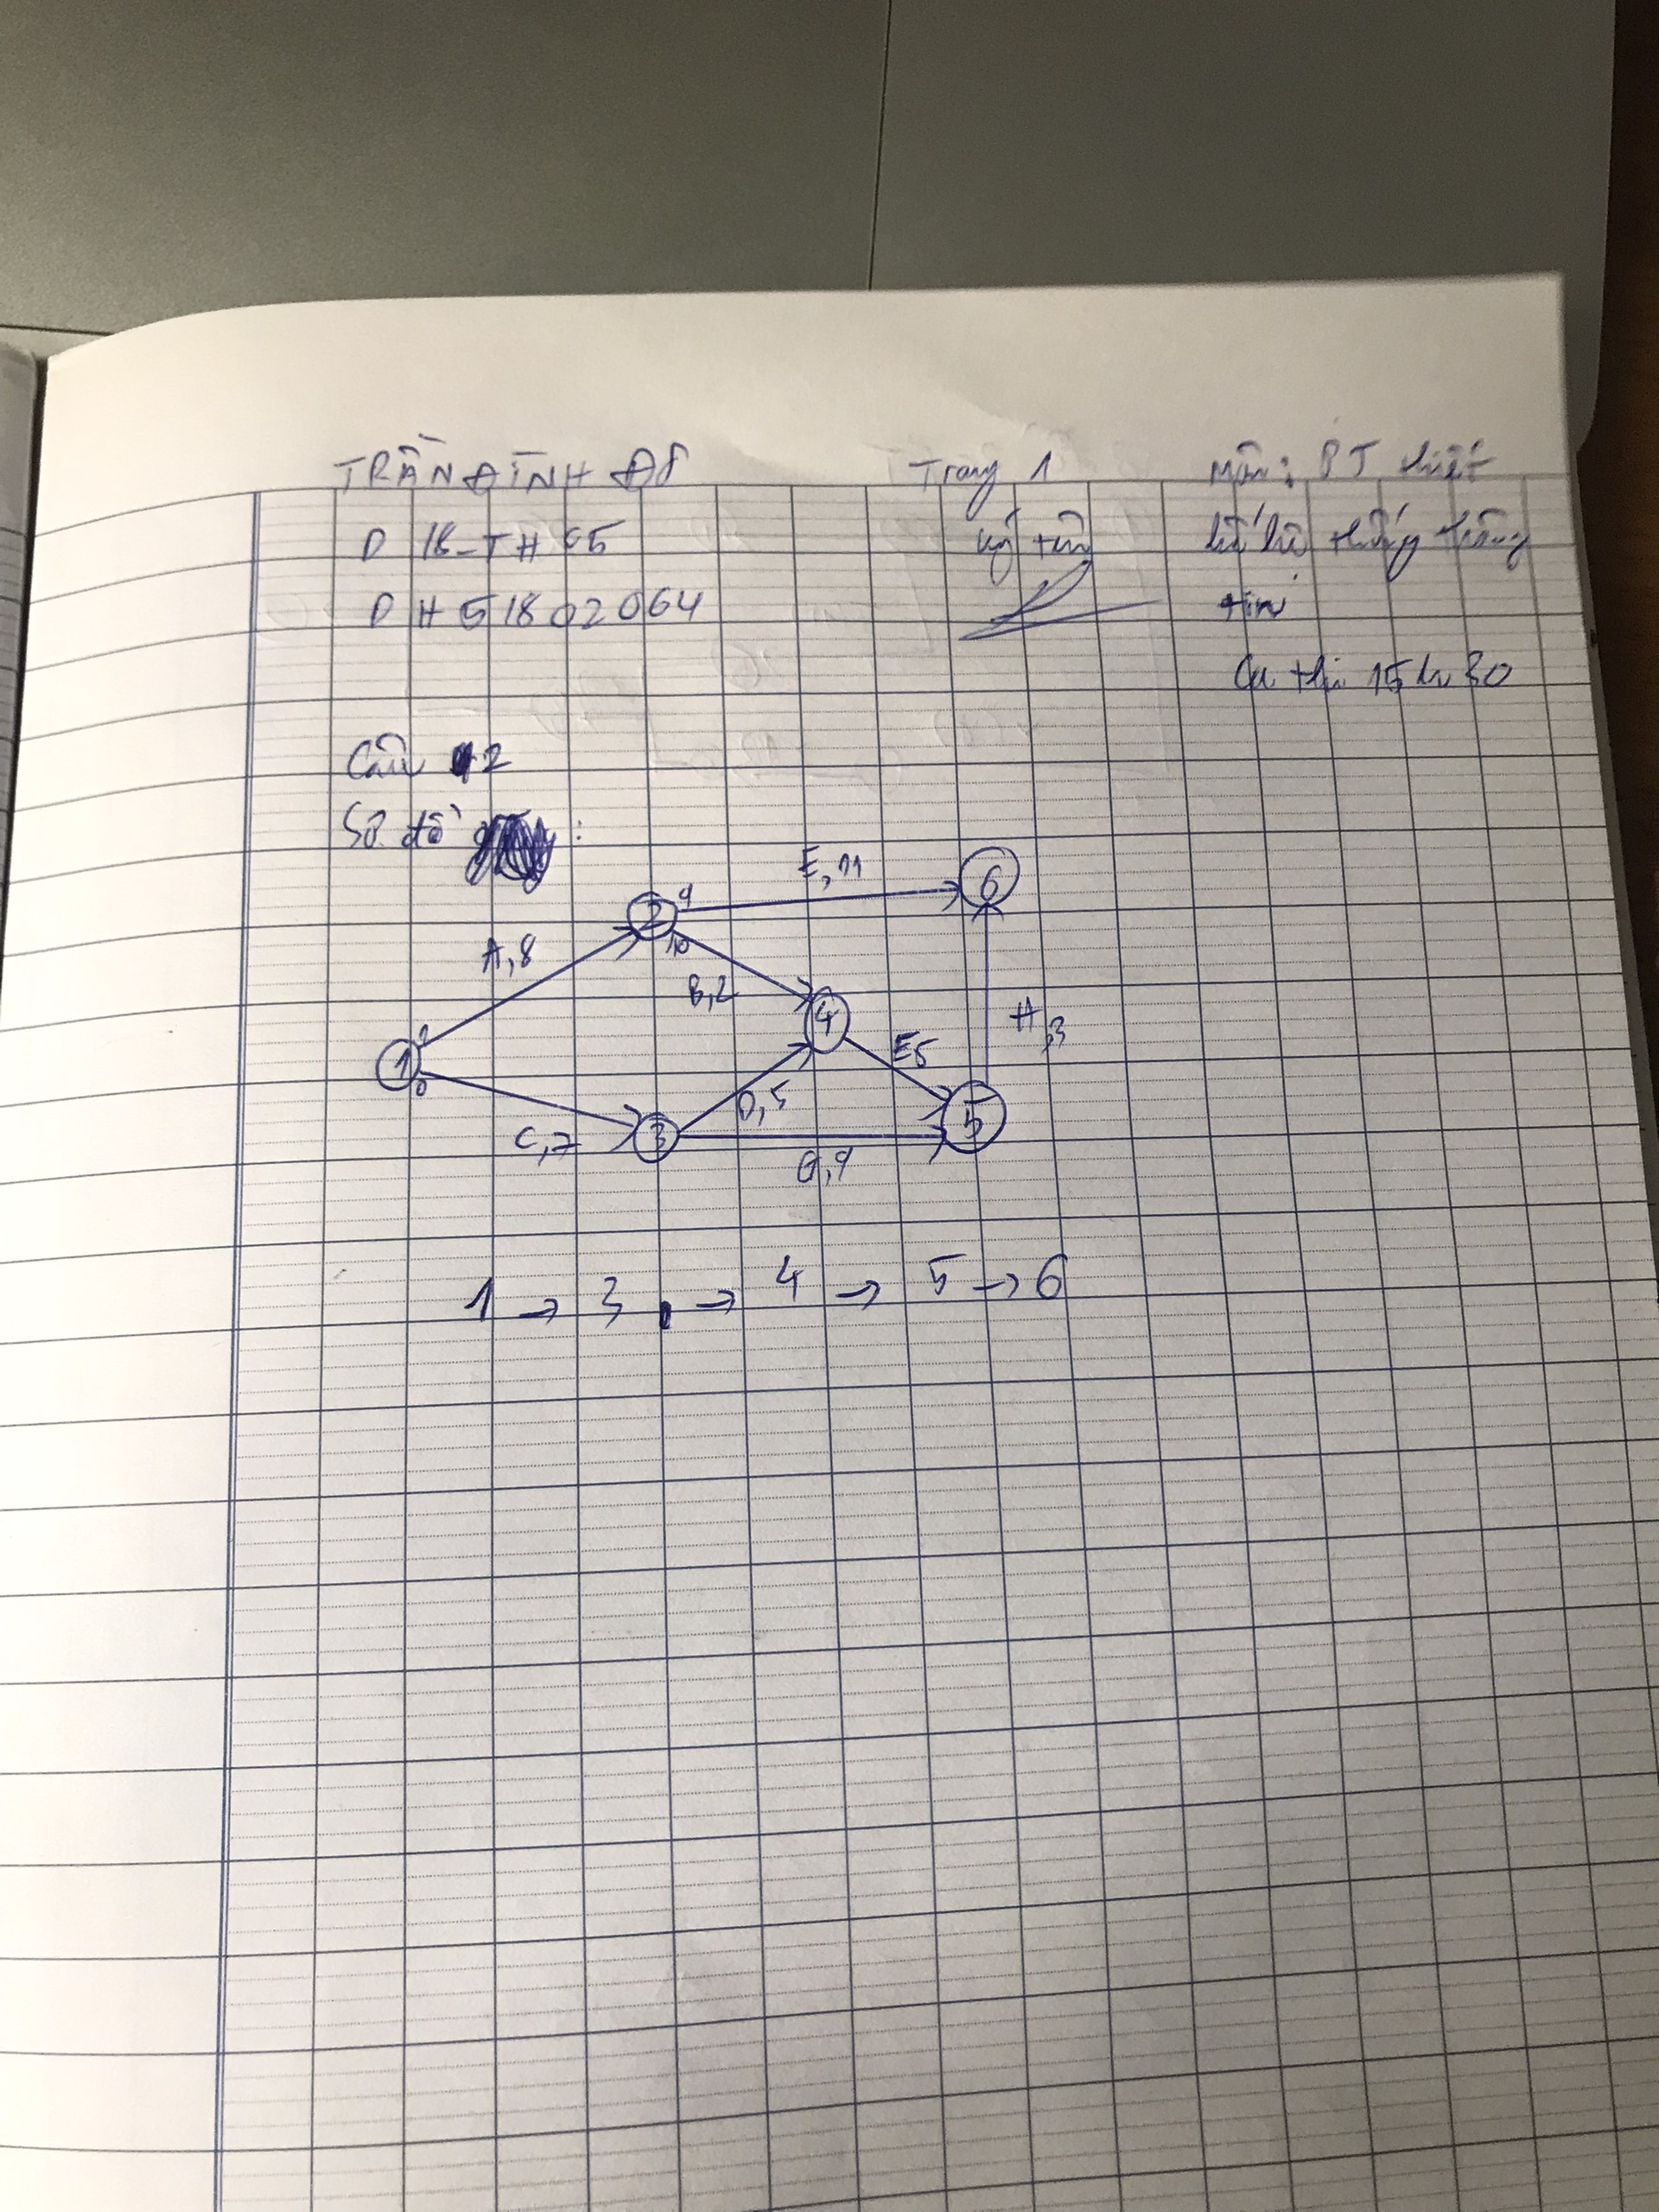 TRẦN ĐÌNH ĐỞ Trang 1 Môn: PT thiết
D 18-TH 05 ký tên kế hệ thống thông
DH 51802064 tin
Ca thi 15h30
Câu 2
Sơ đồ :
E,11
6
2 9
A,8
10
B,2
4
H,3
1 0
0
E5
D,5
5
C,7
3
G,9
1 → 3 → 4 → 5 → 6